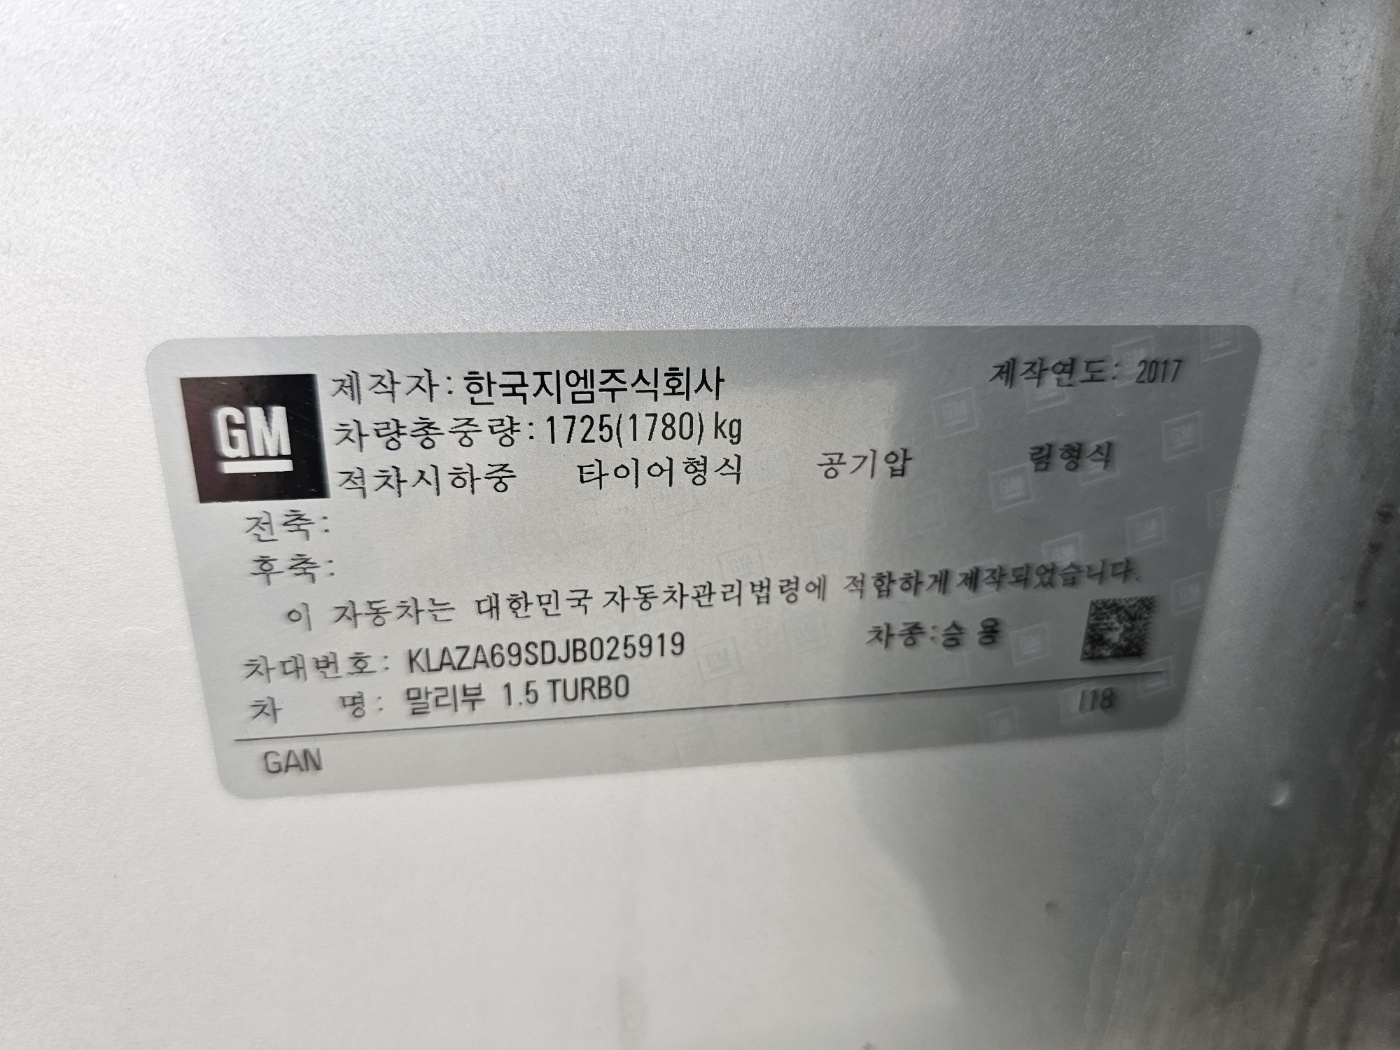 GM
제작자: 한국지엠주식회사 제작연도: 2017
차량총중량: 1725(1780) kg
적차시하중 타이어형식 공기압 림형식
전축:
후축:
이 자동차는 대한민국 자동차관리법령에 적합하게 제작되었습니다.
차대번호: KLAZA69SDJB025919 차종:승용
차 명: 말리부 1.5 TURBO
GAN 118